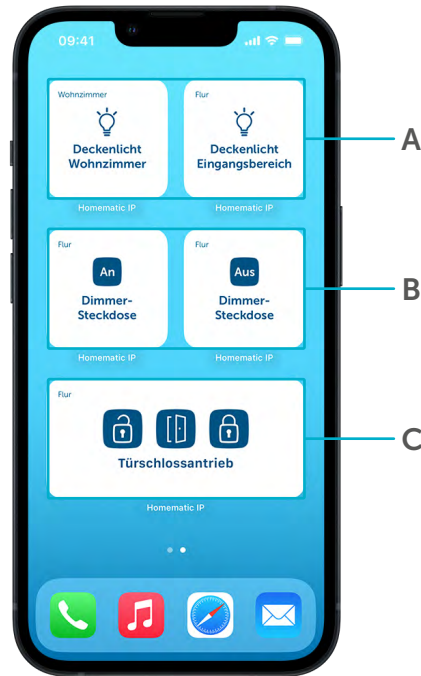 09:41
Wohnzimmer
Deckenlicht
Wohnzimmer
Flur
Deckenlicht
Eingangsbereich
A
Homematic IP
Homematic IP
Flur
An
Dimmer-
Steckdose
Flur
Aus
Dimmer-
Steckdose
B
Homematic IP
Homematic IP
Flur
Türschlossantrieb
C
Homematic IP